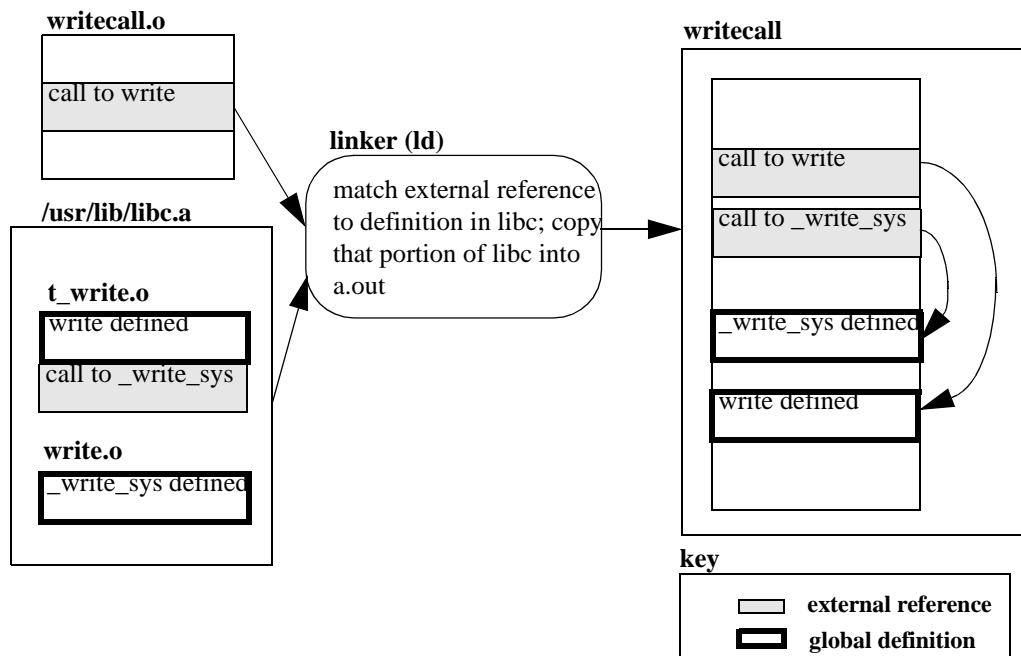 writecall.o
call to write
/usr/lib/libc.a
t_write.o
write defined
call to _write_sys
write.o
_write_sys defined
linker (ld)
match external reference
to definition in libc; copy
that portion of libc into
a.out
writecall
call to write
call to _write_sys
_write_sys defined
write defined
key
external reference
global definition